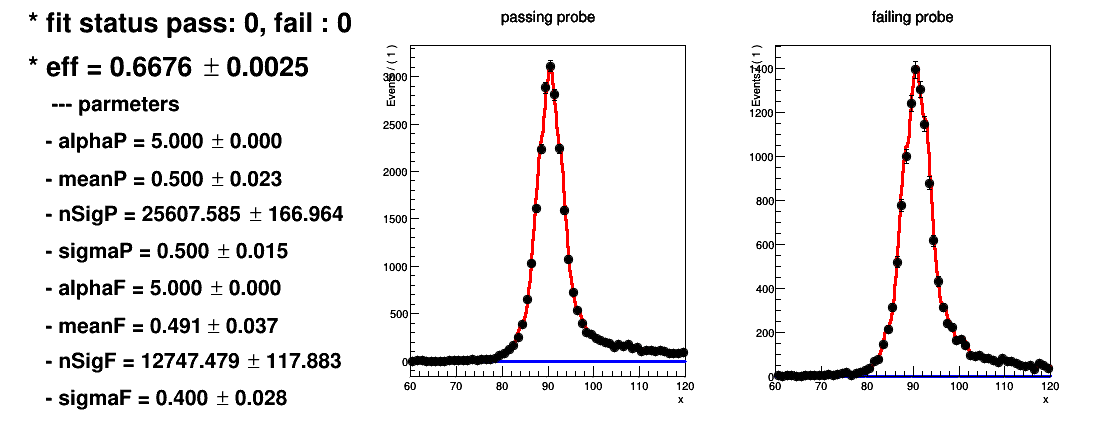 * fit status pass: 0, fail : 0
* eff = 0.6676 ± 0.0025
--- parmeters
- alphaP = 5.000 ± 0.000
- meanP = 0.500 ± 0.023
- nSigP = 25607.585 ± 166.964
- sigmaP = 0.500 ± 0.015
- alphaF = 5.000 ± 0.000
- meanF = 0.491 ± 0.037
- nSigF = 12747.479 ± 117.883
- sigmaF = 0.400 ± 0.028
passing probe
Events / ( 1 )
3000
2500
2000
1500
1000
500
0
60 70 80 90 100 110 120
x
failing probe
Events / ( 1 )
1400
1200
1000
800
600
400
200
0
60 70 80 90 100 110 120
x